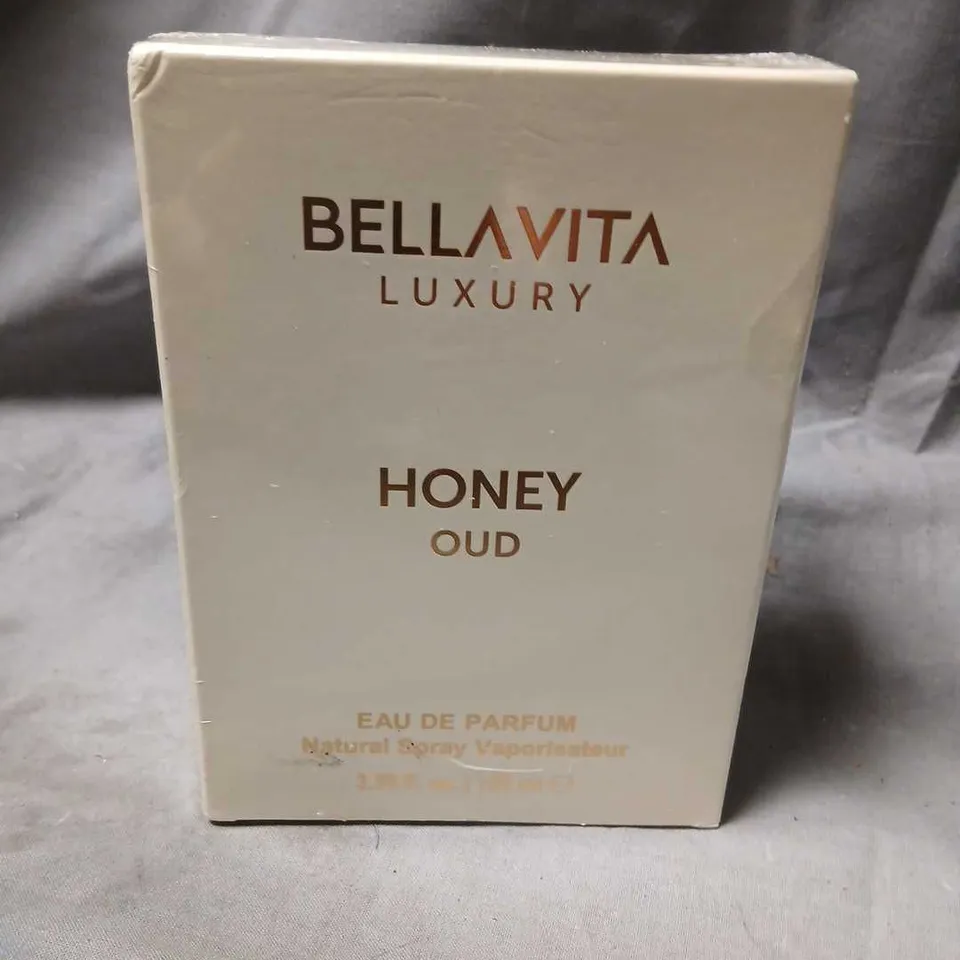 BELLAVITA
LUXURY
HONEY
OUD
EAU DE PARFUM
Natural Spray Vaporisateur